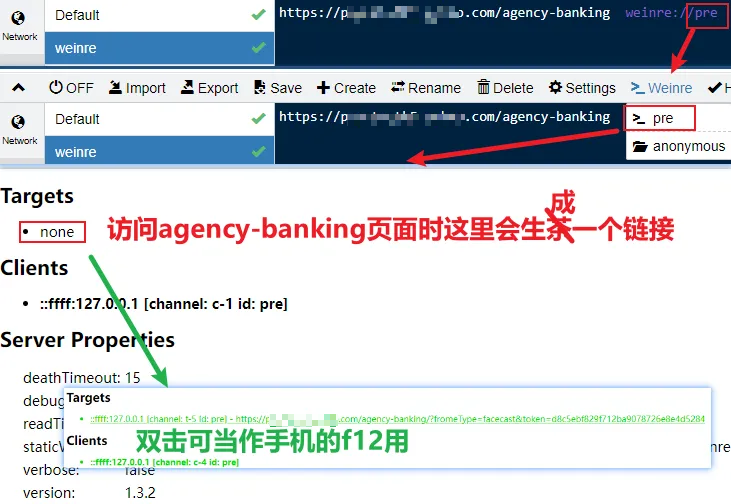 Default
https://p
o.com/agency-banking
weinre://pre
Network
weinre
OFF
Import
Export
Save
Create
Rename
Delete
Settings
Weinre
H
Default
https://p
.com/agency-banking
pre
Network
weinre
anonymous
Targets
成
none
访问agency-banking页面时这里会生茶一个链接
Clients
::ffff:127.0.0.1 [channel: c-1 id: pre]
Server Properties
deathTimeout: 15
debug
Targets
readTi
::ffff:127.0.0.1 [channel: t-5 id: pre] - https://p
.com/agency-banking/?fromeType=facecast&token=d8c5ebf829f712ba9078726e8e4d5284
staticW
Clients
双击可当作手机的f12用
nre
::ffff:127.0.0.1 [channel: c-4 id: pre]
verbose: false
version: 1.3.2